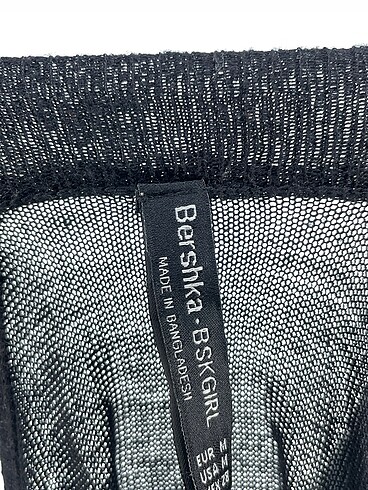 Bershka · BSKGIRL
MADE IN BANGLADESH
EUR M
USA M